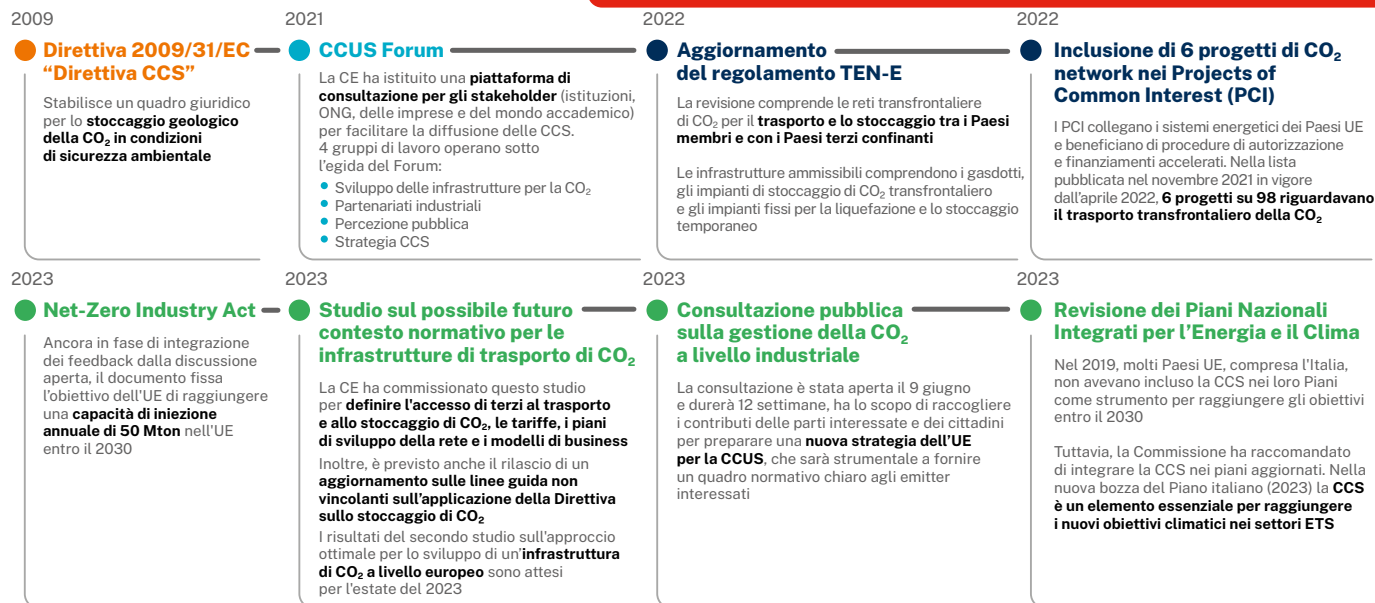 2009
Direttiva 2009/31/EC
“Direttiva CCS”
Stabilisce un quadro giuridico
per lo stoccaggio geologico
della CO₂ in condizioni
di sicurezza ambientale
2021
CCUS Forum
La CE ha istituito una piattaforma di
consultazione per gli stakeholder (istituzioni,
ONG, delle imprese e del mondo accademico)
per facilitare la diffusione delle CCS.
4 gruppi di lavoro operano sotto
l’egida del Forum:
• Sviluppo delle infrastrutture per la CO₂
• Partenariati industriali
• Percezione pubblica
• Strategia CCS
2022
Aggiornamento
del regolamento TEN-E
La revisione comprende le reti transfrontaliere
di CO₂ per il trasporto e lo stoccaggio tra i Paesi
membri e con i Paesi terzi confinanti
Le infrastrutture ammissibili comprendono i gasdotti,
gli impianti di stoccaggio di CO₂ transfrontaliero
e gli impianti fissi per la liquefazione e lo stoccaggio
temporaneo
2022
Inclusione di 6 progetti di CO₂
network nei Projects of
Common Interest (PCI)
I PCI collegano i sistemi energetici dei Paesi UE
e beneficiano di procedure di autorizzazione
e finanziamenti accelerati. Nella lista
pubblicata nel novembre 2021 in vigore
dall’aprile 2022, 6 progetti su 98 riguardavano
il trasporto transfrontaliero della CO₂
2023
Net-Zero Industry Act
Ancora in fase di integrazione
dei feedback dalla discussione
aperta, il documento fissa
l’obiettivo dell’UE di raggiungere
una capacità di iniezione
annuale di 50 Mton nell’UE
entro il 2030
2023
Studio sul possibile futuro
contesto normativo per le
infrastrutture di trasporto di CO₂
La CE ha commissionato questo studio
per definire l'accesso di terzi al trasporto
e allo stoccaggio di CO₂, le tariffe, i piani
di sviluppo della rete e i modelli di business
Inoltre, è previsto anche il rilascio di un
aggiornamento sulle linee guida non
vincolanti sull’applicazione della Direttiva
sullo stoccaggio di CO₂
I risultati del secondo studio sull'approccio
ottimale per lo sviluppo di un’infrastruttura
di CO₂ a livello europeo sono attesi
per l'estate del 2023
2023
Consultazione pubblica
sulla gestione della CO₂
a livello industriale
La consultazione è stata aperta il 9 giugno
e durerà 12 settimane, ha lo scopo di raccogliere
i contributi delle parti interessate e dei cittadini
per preparare una nuova strategia dell’UE
per la CCUS, che sarà strumentale a fornire
un quadro normativo chiaro agli emitter
interessati
2023
Revisione dei Piani Nazionali
Integrati per l’Energia e il Clima
Nel 2019, molti Paesi UE, compresa l'Italia,
non avevano incluso la CCS nei loro Piani
come strumento per raggiungere gli obiettivi
entro il 2030
Tuttavia, la Commissione ha raccomandato
di integrare la CCS nei piani aggiornati. Nella
nuova bozza del Piano italiano (2023) la CCS
è un elemento essenziale per raggiungere
i nuovi obiettivi climatici nei settori ETS